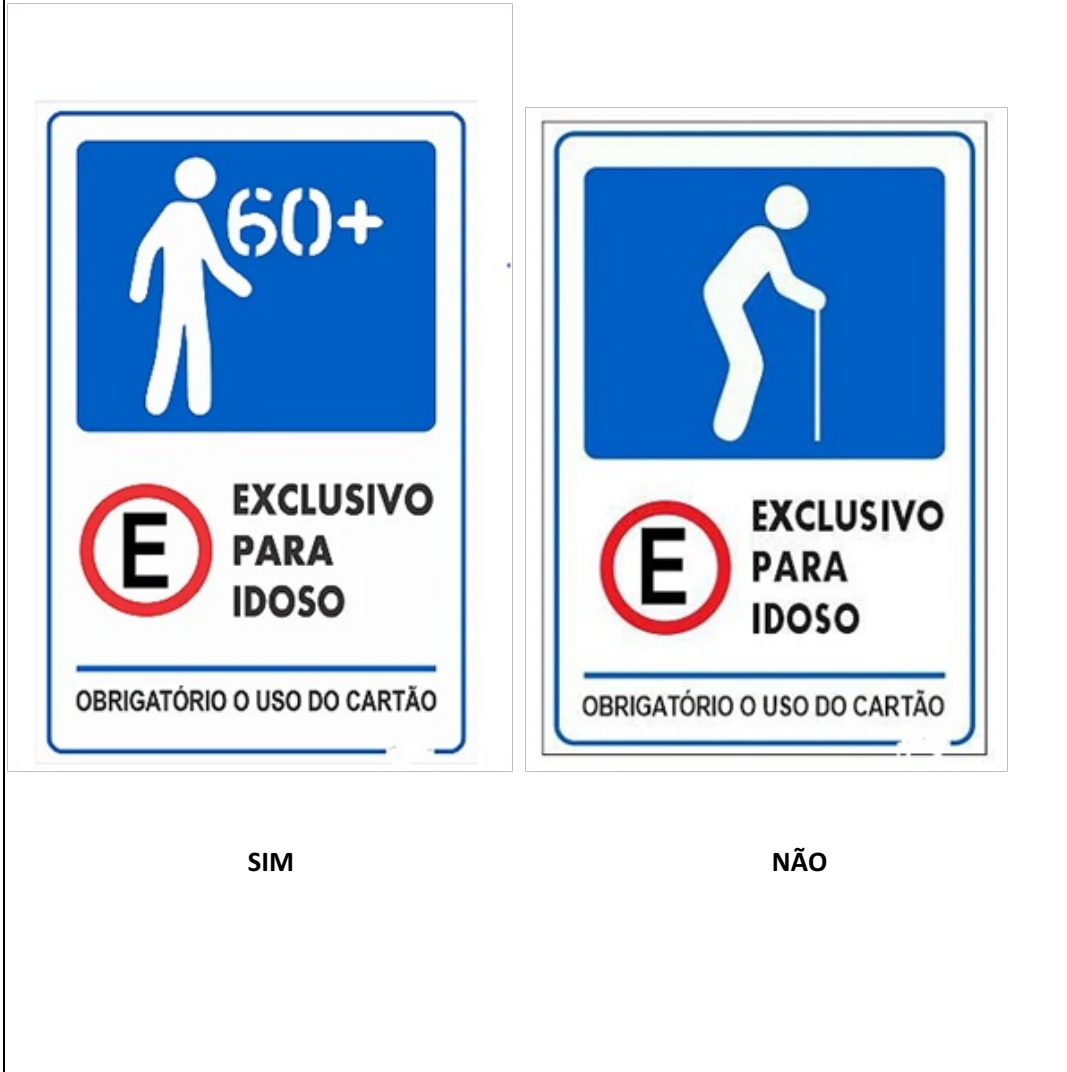 60+
E
EXCLUSIVO
PARA
IDOSO
OBRIGATÓRIO O USO DO CARTÃO
SIM
E
EXCLUSIVO
PARA
IDOSO
OBRIGATÓRIO O USO DO CARTÃO
NÃO